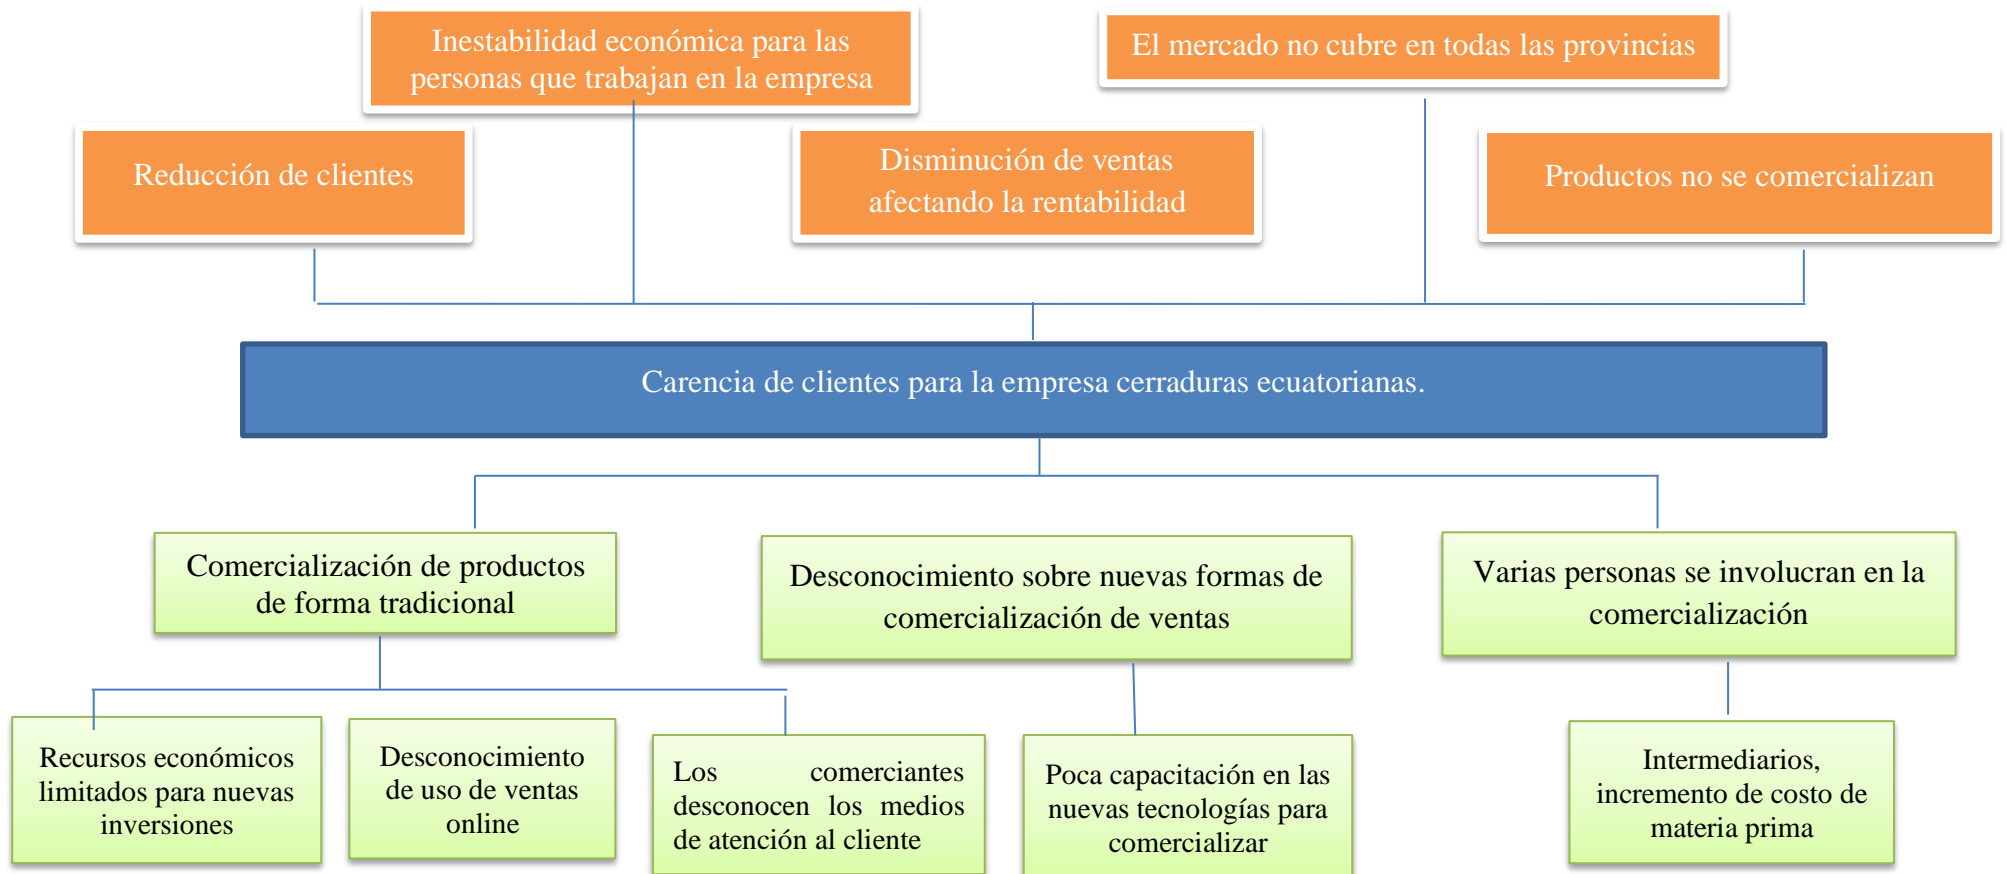 Inestabilidad económica para las
personas que trabajan en la empresa
El mercado no cubre en todas las provincias
Reducción de clientes
Disminución de ventas
afectando la rentabilidad
Productos no se comercializan
Carencia de clientes para la empresa cerraduras ecuatorianas.
Comercialización de productos
de forma tradicional
Desconocimiento sobre nuevas formas de
comercialización de ventas
Varias personas se involucran en la
comercialización
Recursos económicos
limitados para nuevas
inversiones
Desconocimiento
de uso de ventas
online
Los comerciantes
desconocen los medios
de atención al cliente
Poca capacitación en las
nuevas tecnologías para
comercializar
Intermediarios,
incremento de costo de
materia prima